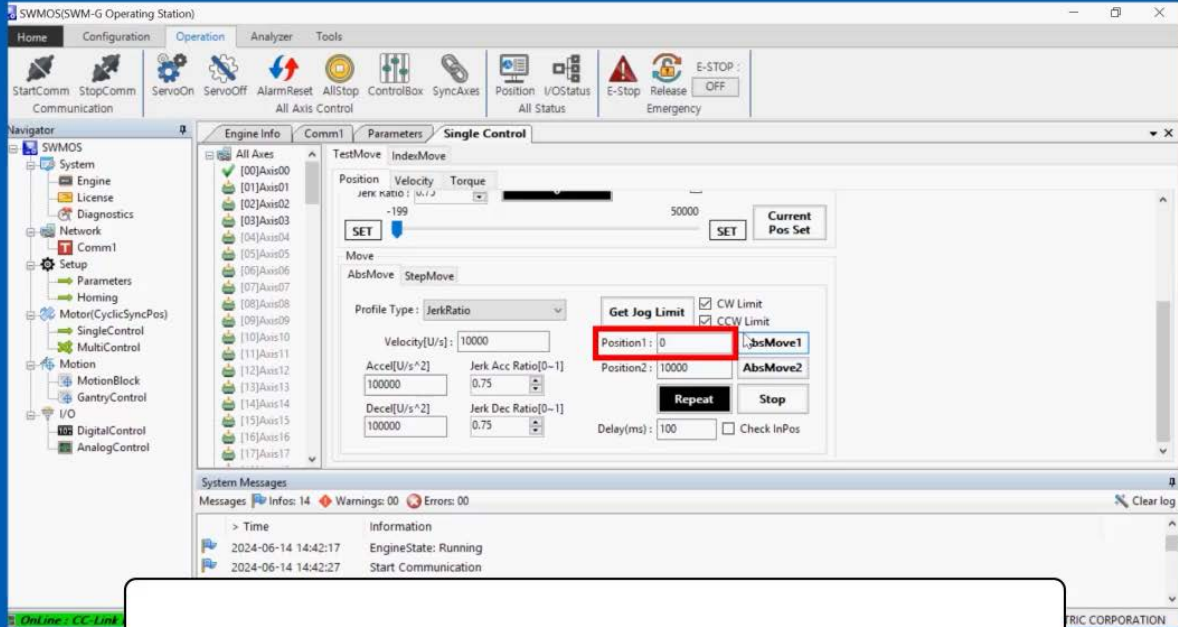 SWMOS(SWM-G Operating Station)
Home Configuration Operation Analyzer Tools
StartComm StopComm ServoOn ServoOff AlarmReset AllStop ControlBox SyncAxes Position I/OStatus E-Stop Release E-STOP : OFF
Communication All Axis Control All Status Emergency
Navigator
SWMOS
System
Engine
License
Diagnostics
Network
Comm1
Setup
Parameters
Homing
Motor(CyclicSyncPos)
SingleControl
MultiControl
Motion
MotionBlock
GantryControl
I/O
DigitalControl
AnalogControl
Engine Info Comm1 Parameters Single Control
All Axes
[00]Axis00
[01]Axis01
[02]Axis02
[03]Axis03
[04]Axis04
[05]Axis05
[06]Axis06
[07]Axis07
[08]Axis08
[09]Axis09
[10]Axis10
[11]Axis11
[12]Axis12
[13]Axis13
[14]Axis14
[15]Axis15
[16]Axis16
[17]Axis17
TestMove IndexMove
Position Velocity Torque
Jerk Ratio : 0.75
-199 50000
SET SET Current Pos Set
Move
AbsMove StepMove
Profile Type : JerkRatio
Get Jog Limit CW Limit
CCW Limit
Velocity[U/s] : 10000
Position1 : 0 bsMove1
Accel[U/s^2] Jerk Acc Ratio[0~1]
Position2 : 10000 AbsMove2
100000 0.75
Repeat Stop
Decel[U/s^2] Jerk Dec Ratio[0~1]
100000 0.75
Delay(ms) : 100 Check InPos
System Messages
Messages Infos: 14 Warnings: 00 Errors: 00 Clear log
> Time Information
2024-06-14 14:42:17 EngineState: Running
2024-06-14 14:42:27 Start Communication
OnLine : CC-Link
TRIC CORPORATION